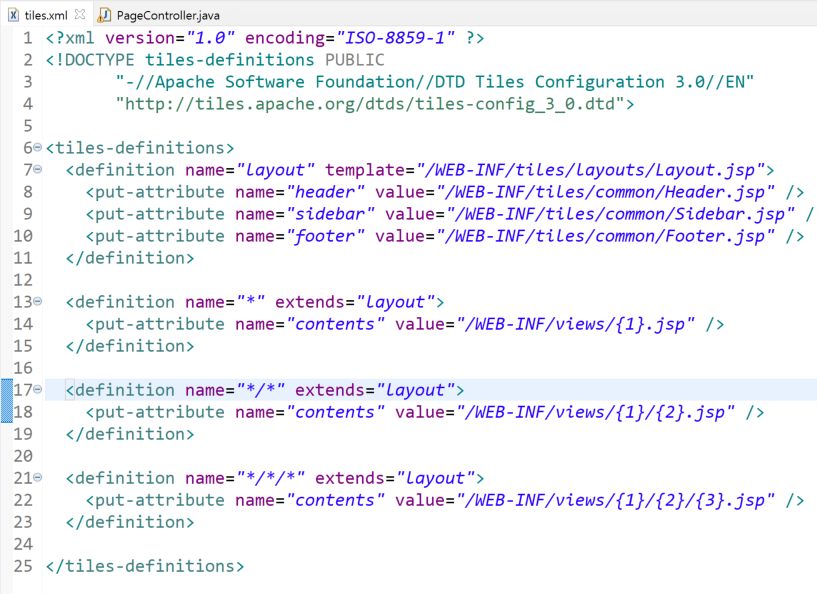 tiles.xml PageController.java
1 <?xml version="1.0" encoding="ISO-8859-1" ?>
2 <!DOCTYPE tiles-definitions PUBLIC
3 "-//Apache Software Foundation//DTD Tiles Configuration 3.0//EN"
4 "http://tiles.apache.org/dtds/tiles-config_3_0.dtd">
5
6 <tiles-definitions>
7 <definition name="layout" template="/WEB-INF/tiles/layouts/Layout.jsp">
8 <put-attribute name="header" value="/WEB-INF/tiles/common/Header.jsp" />
9 <put-attribute name="sidebar" value="/WEB-INF/tiles/common/Sidebar.jsp" /
10 <put-attribute name="footer" value="/WEB-INF/tiles/common/Footer.jsp" />
11 </definition>
12
13 <definition name="*" extends="layout">
14 <put-attribute name="contents" value="/WEB-INF/views/{1}.jsp" />
15 </definition>
16
17 <definition name="*/*" extends="layout">
18 <put-attribute name="contents" value="/WEB-INF/views/{1}/{2}.jsp" />
19 </definition>
20
21 <definition name="*/*/*" extends="layout">
22 <put-attribute name="contents" value="/WEB-INF/views/{1}/{2}/{3}.jsp" />
23 </definition>
24
25 </tiles-definitions>